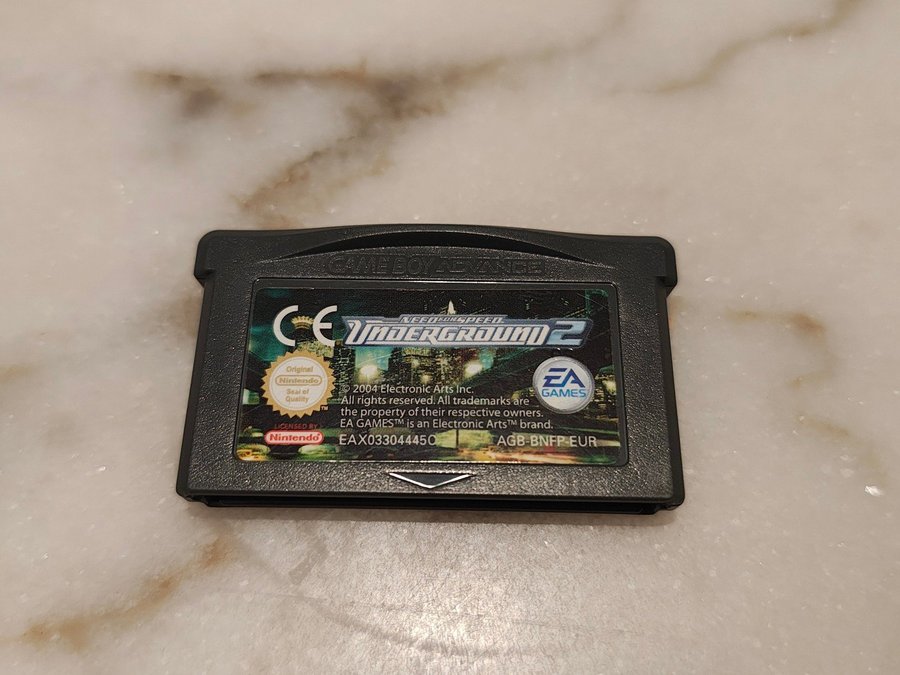 GAME BOY ADVANCE
CE
NEED FOR SPEED
UNDERGROUND 2
Original
Nintendo
Seal of
Quality
TM
EA
GAMES
© 2004 Electronic Arts Inc.
All rights reserved. All trademarks are
the property of their respective owners.
EA GAMES™ is an Electronic Arts™ brand.
LICENSED BY
Nintendo
EAX03304445O AGB-BNFP-EUR